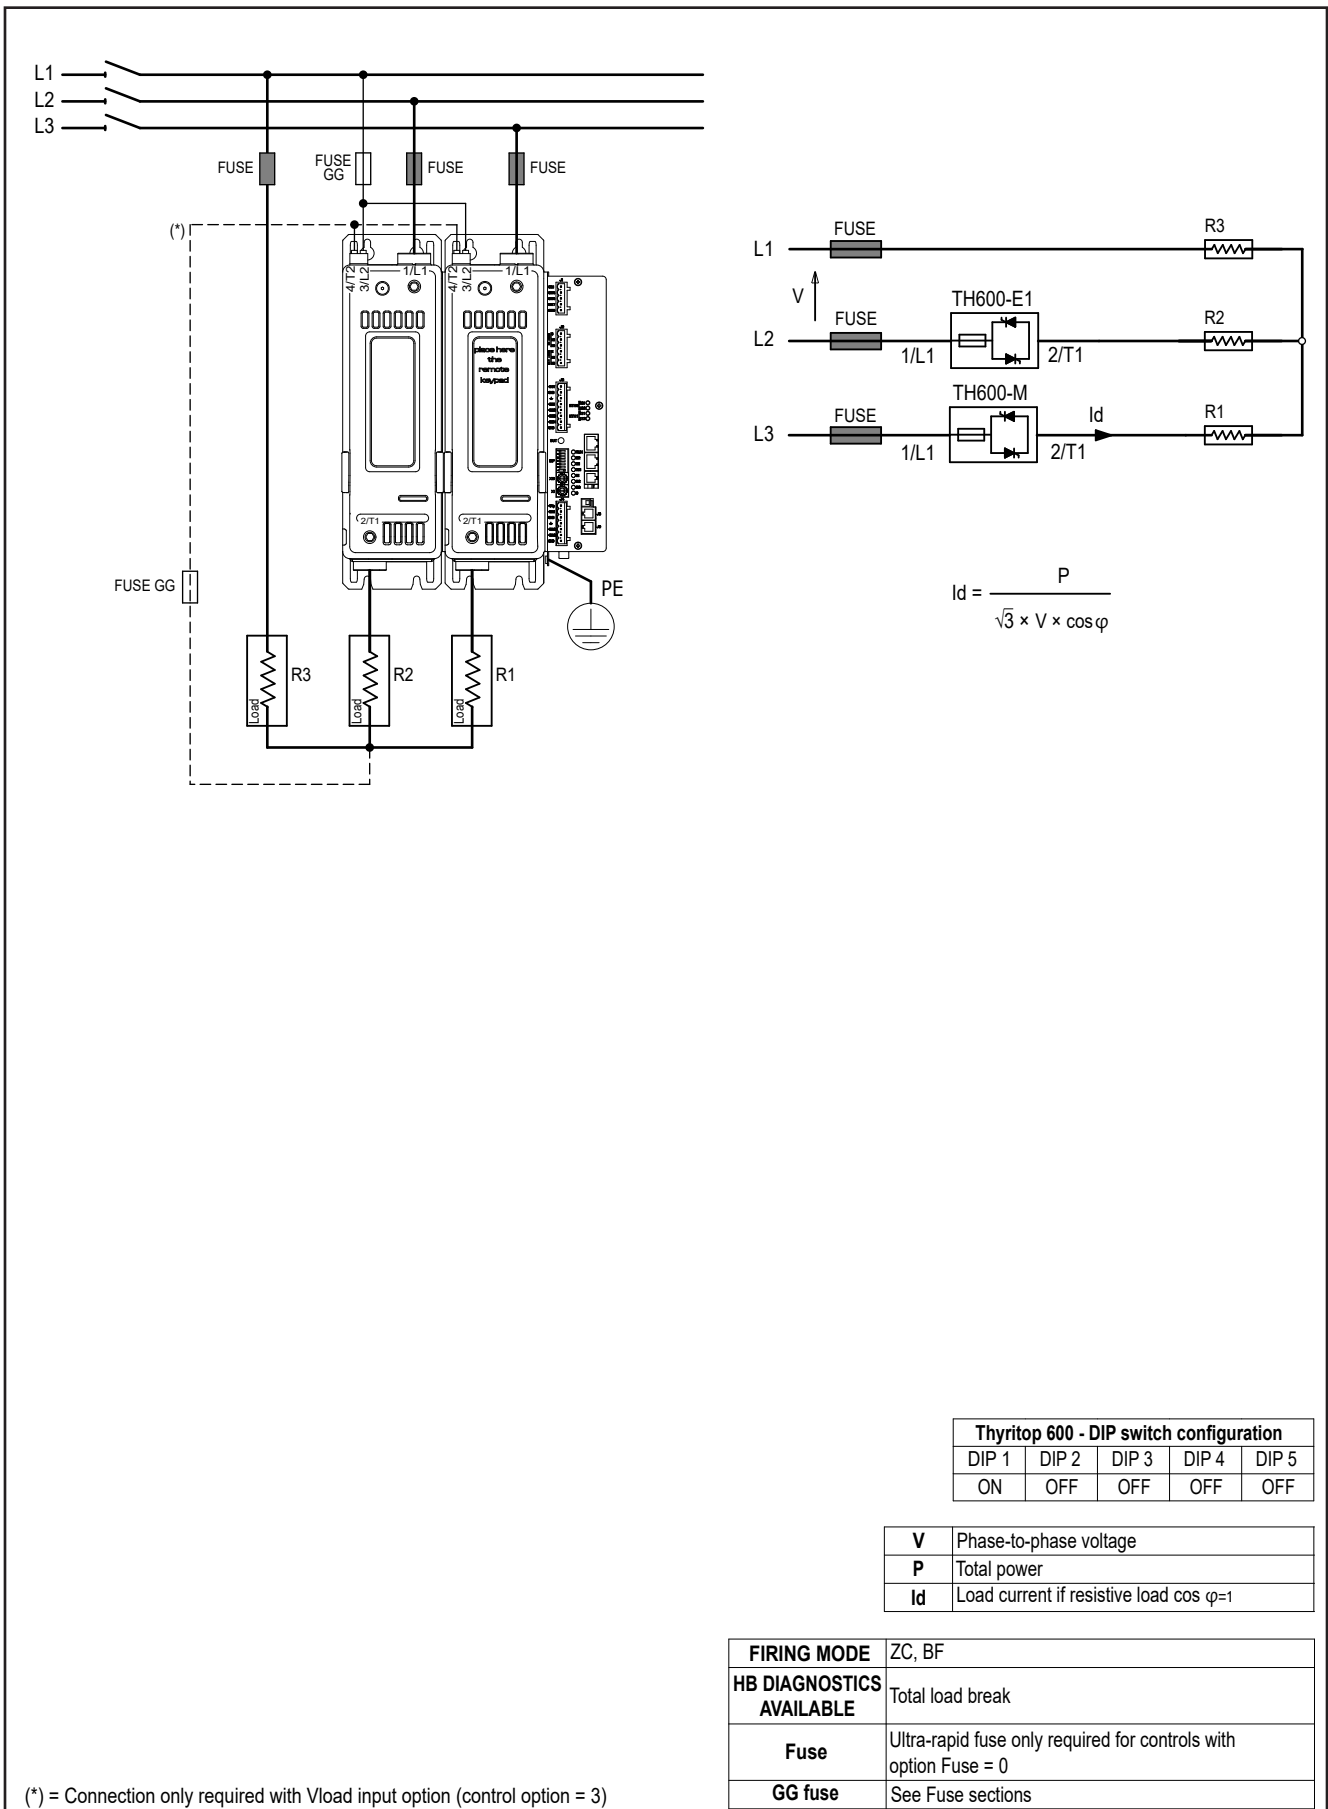 L1
L2
L3
FUSE
FUSE
GG
FUSE
FUSE
(*)
4/T2
3/L2
1/L1
4/T2
3/L2
1/L1
place here
the
remote
keypad
2/T1
2/T1
FUSE GG
PE
R3
R2
R1
Load
Load
Load
L1
FUSE
R3
V
TH600-E1
L2
FUSE
1/L1
2/T1
R2
TH600-M
L3
FUSE
1/L1
2/T1
Id
R1
Id = P
√3 × V × cosφ
Thyritop 600 - DIP switch configuration
DIP 1 DIP 2 DIP 3 DIP 4 DIP 5
ON OFF OFF OFF OFF
V Phase-to-phase voltage
P Total power
Id Load current if resistive load cos φ=1
FIRING MODE ZC, BF
HB DIAGNOSTICS
AVAILABLE
Total load break
Fuse
Ultra-rapid fuse only required for controls with
option Fuse = 0
GG fuse See Fuse sections
(*) = Connection only required with Vload input option (control option = 3)